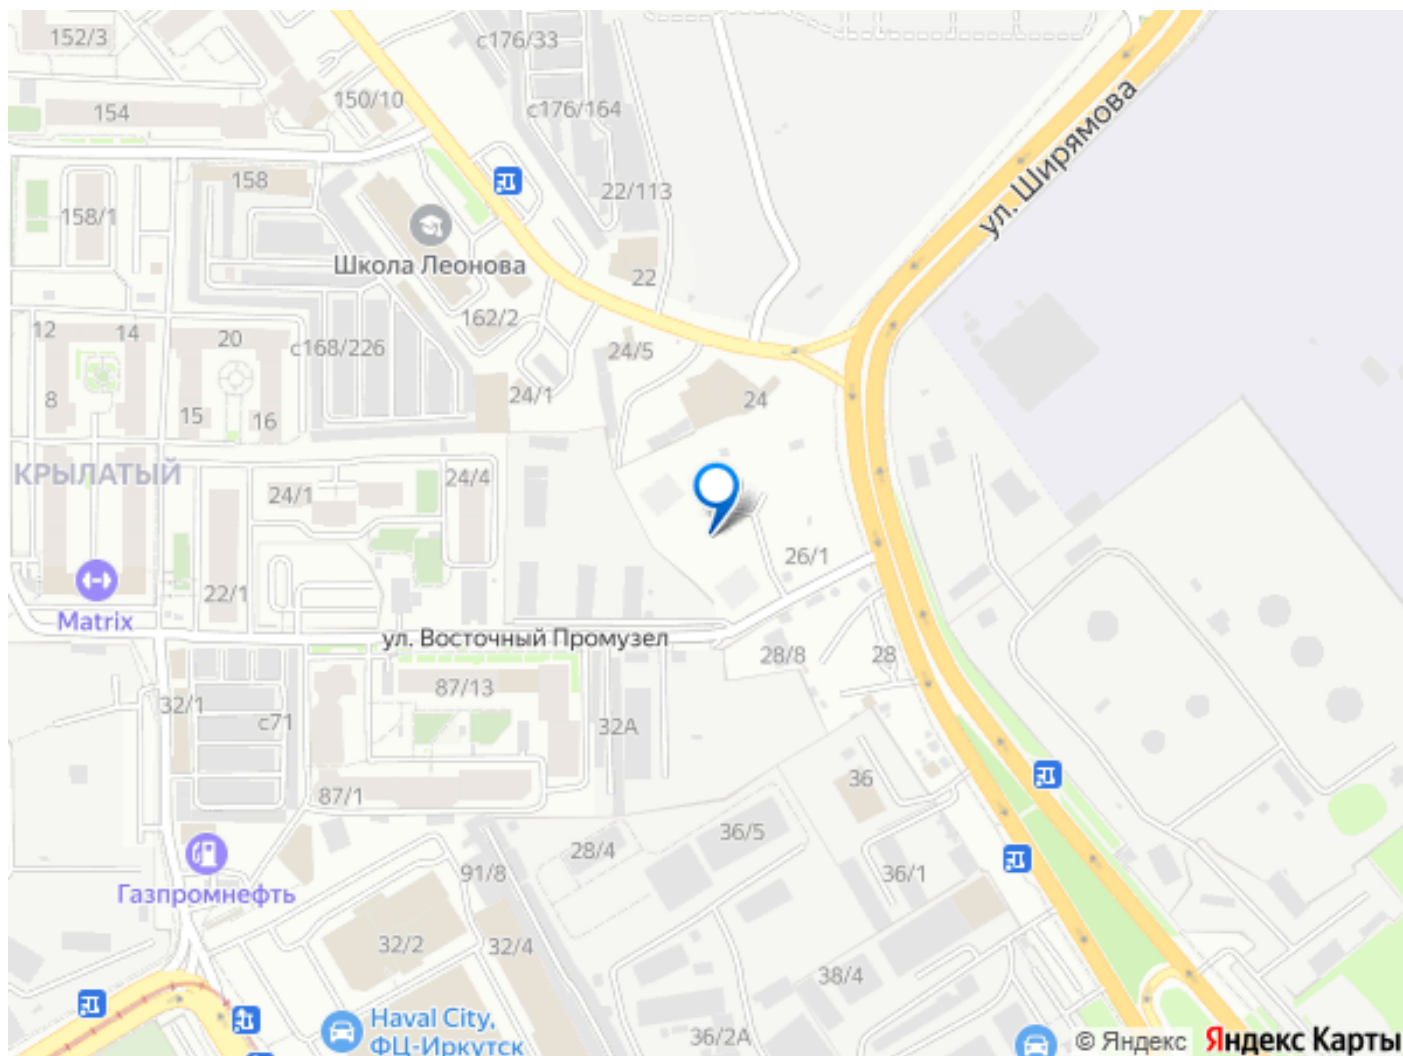 152/3
с176/33
154
150/10
с176/164
ул. Ширямова
158
22/113
158/1
Школа Леонова
22
162/2
12
14
20
с168/226
24/5
8
15
16
24/1
24
КРЫЛАТЫЙ
24/1
24/4
26/1
22/1
Matrix
ул. Восточный Промузел
28/8
28
87/13
32/1
с71
32А
87/1
36
36/5
28/4
91/8
36/1
Газпромнефть
32/2
32/4
38/4
Haval City,
ФЦ-Иркутск
36/2А
© Яндекс
Яндекс Карты